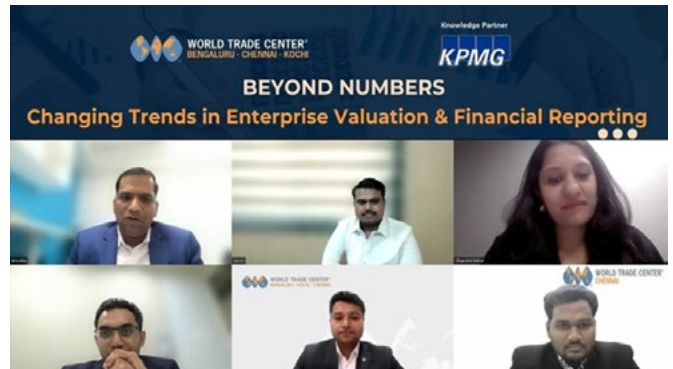 Knowledge Partner
WORLD TRADE CENTER®
BENGALURU · CHENNAI · KOCHI
KPMG
BEYOND NUMBERS
Changing Trends in Enterprise Valuation & Financial Reporting
WORLD TRADE CENTER®
BENGALURU · KOCHI · CHENNAI
WORLD TRADE CENTER®
CHENNAI